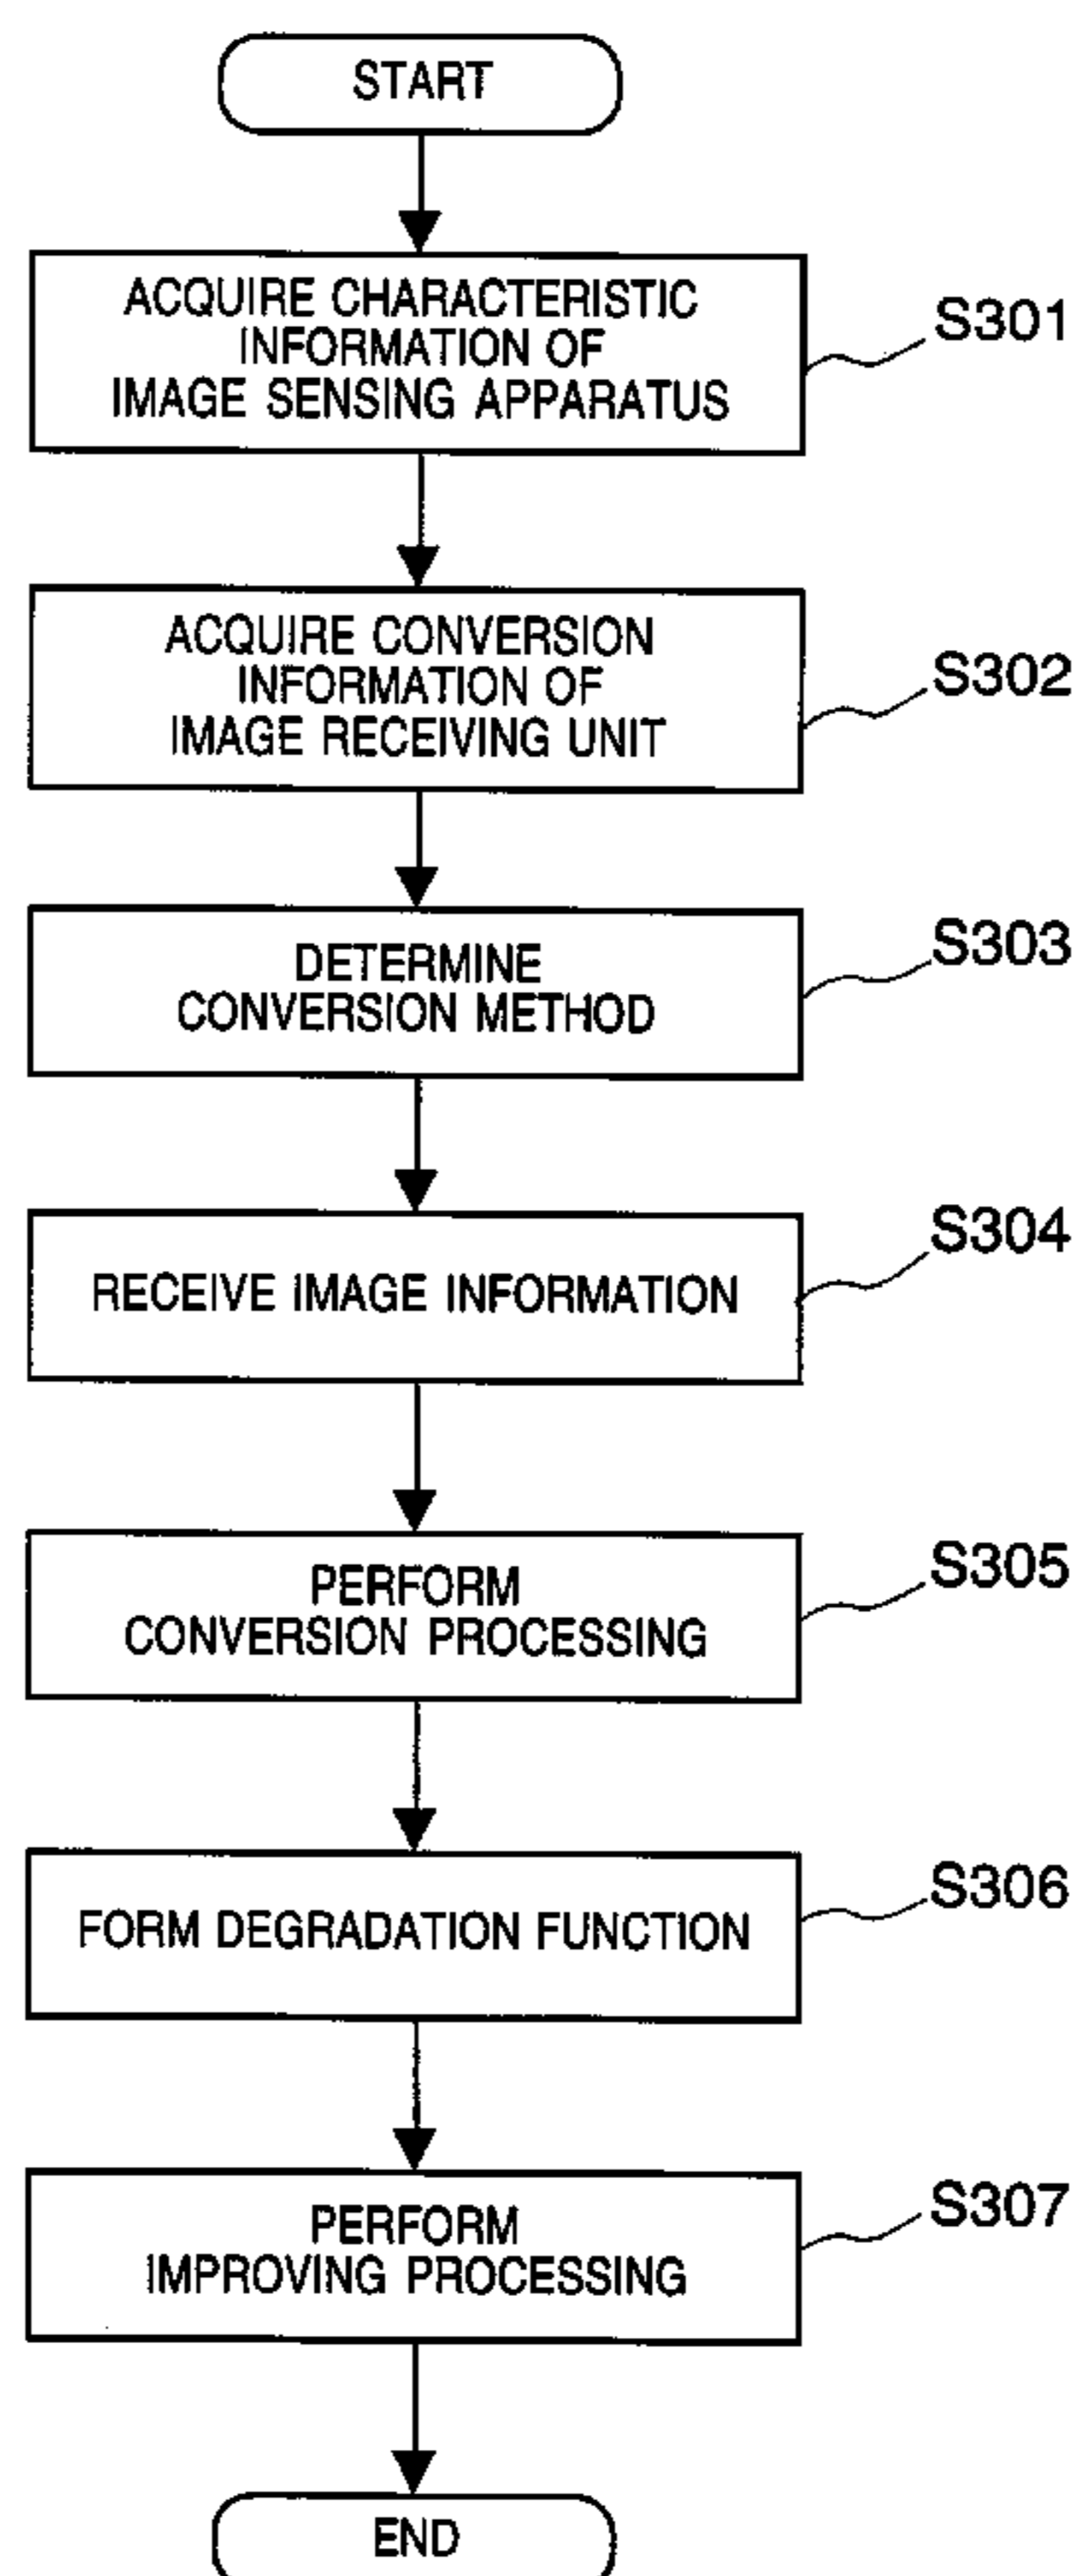 START
ACQUIRE CHARACTERISTIC
INFORMATION OF
IMAGE SENSING APPARATUS
S301
ACQUIRE CONVERSION
INFORMATION OF
IMAGE RECEIVING UNIT
S302
DETERMINE
CONVERSION METHOD
S303
RECEIVE IMAGE INFORMATION
S304
PERFORM
CONVERSION PROCESSING
S305
FORM DEGRADATION FUNCTION
S306
PERFORM
IMPROVING PROCESSING
S307
END